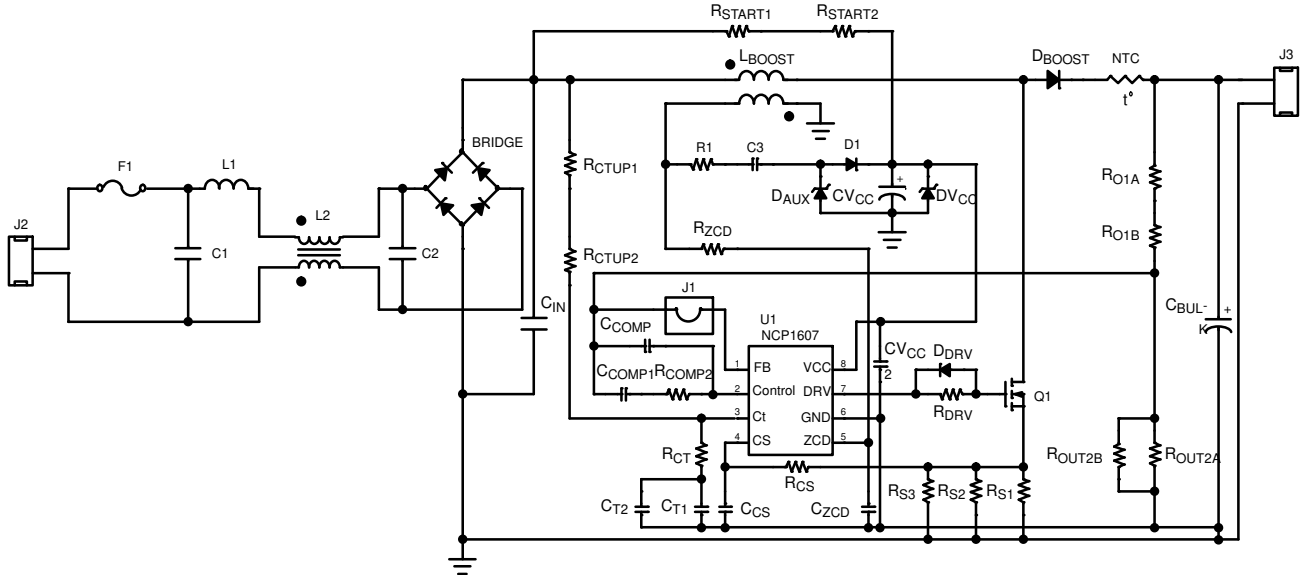 RSTART1
RSTART2
LBOOST
DBOOST
NTC
t°
J3
BRIDGE
F1
L1
L2
J2
C1
C2
RCTUP1
R1
C3
D1
DAUX
CVCC
+
DVCC
RO1A
RO1B
RZCD
RCTUP2
CIN
J1
CCOMP
U1
NCP1607
CBUL-
K
+
CCOMP1
RCOMP2
1
FB
VCC
8
CVCC
2
DDRV
2
Control
DRV
7
RDRV
Q1
3
Ct
GND
6
4
CS
ZCD
5
RCT
RCS
RS3
RS2
RS1
ROUT2B
ROUT2A
CT2
CT1
CCS
CZCD